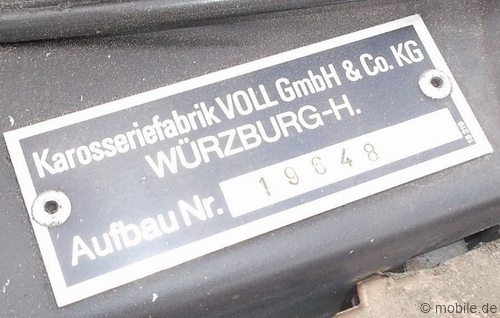 Karosseriefabrik VOLL GmbH & Co. KG
WÜRZBURG-H.
Aufbau Nr. 19648
© mobile.de